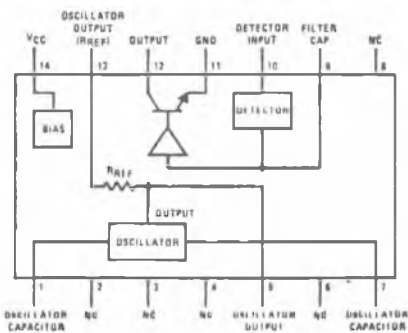 OSCILLATOR
OUTPUT
(RREF)
VCC
OUTPUT
GND
DETECTOR
INPUT
FILTER
CAP
NC
14
12
11
10
9
8
BIAS
DETECTOR
RREF
OUTPUT
OSCILLATOR
1
2
3
4
5
6
7
OSCILLATOR
CAPACITOR
NC
NC
NC
OSCILLATOR
OUTPUT
NC
OSCILLATOR
CAPACITOR